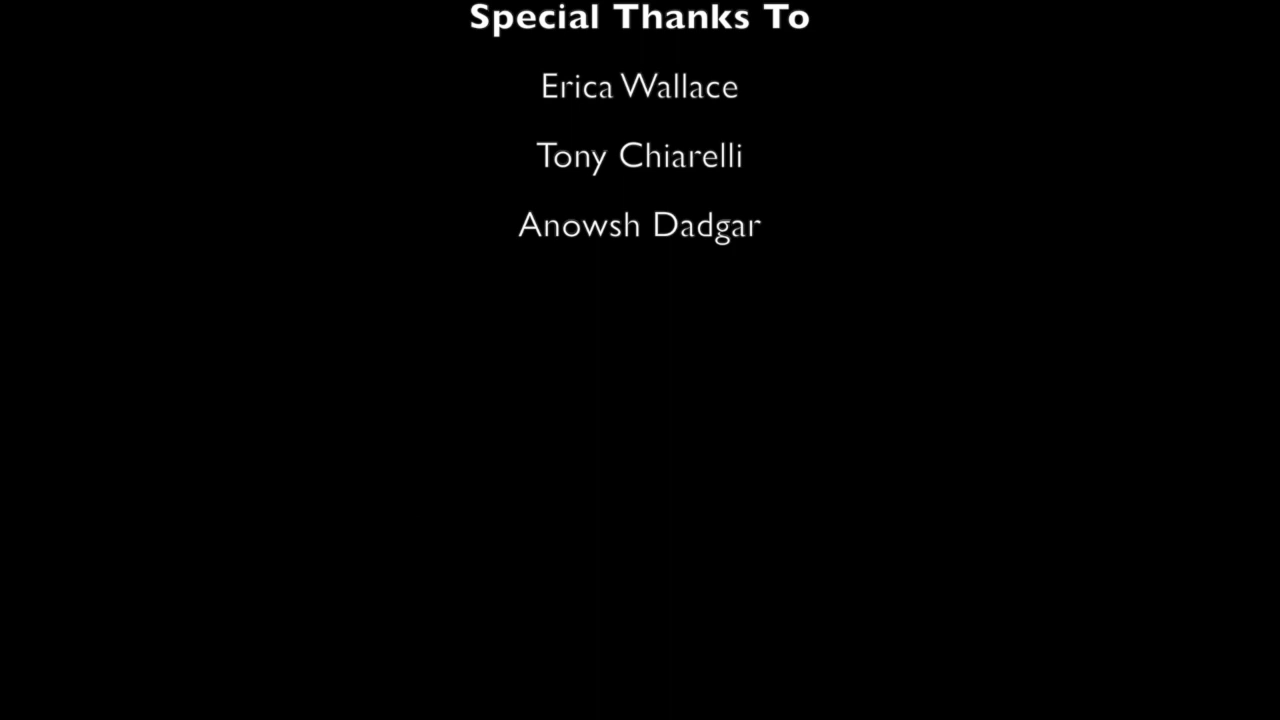 Special Thanks To
Erica Wallace
Tony Chiarelli
Anowsh Dadgar